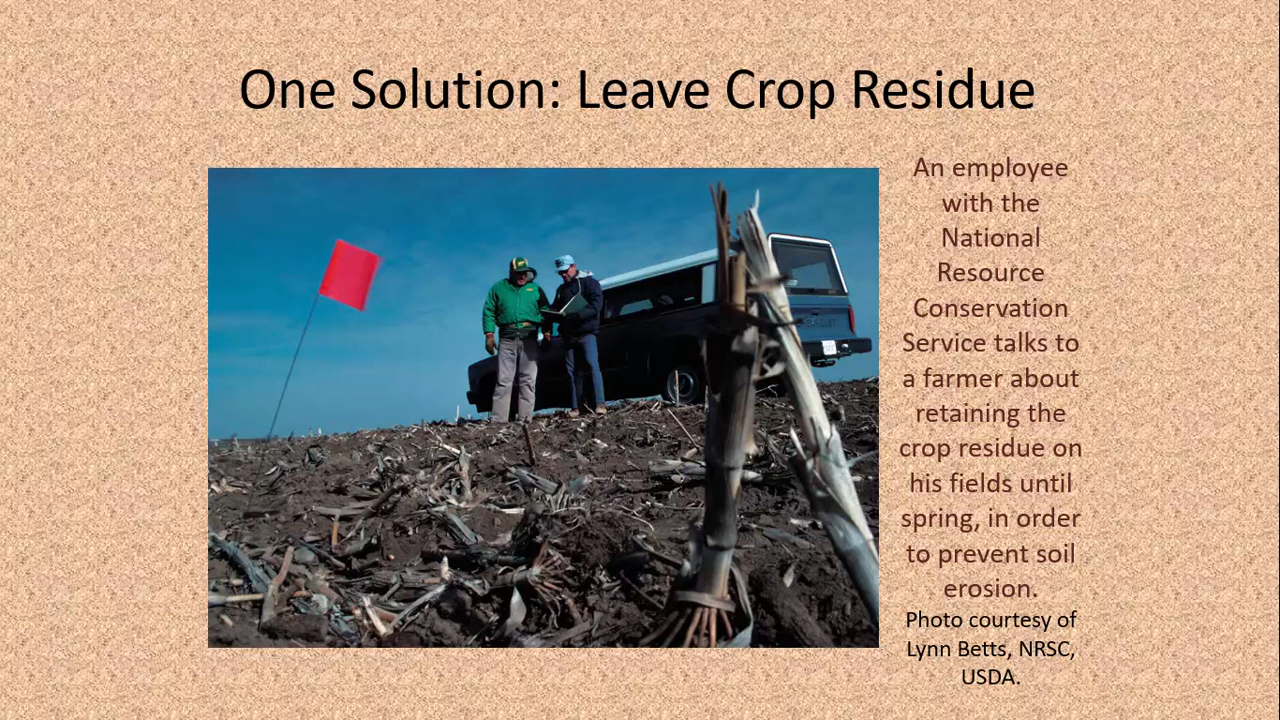 One Solution: Leave Crop Residue
An employee
with the
National
Resource
Conservation
Service talks to
a farmer about
retaining the
crop residue on
his fields until
spring, in order
to prevent soil
erosion.
Photo courtesy of
Lynn Betts, NRSC,
USDA.